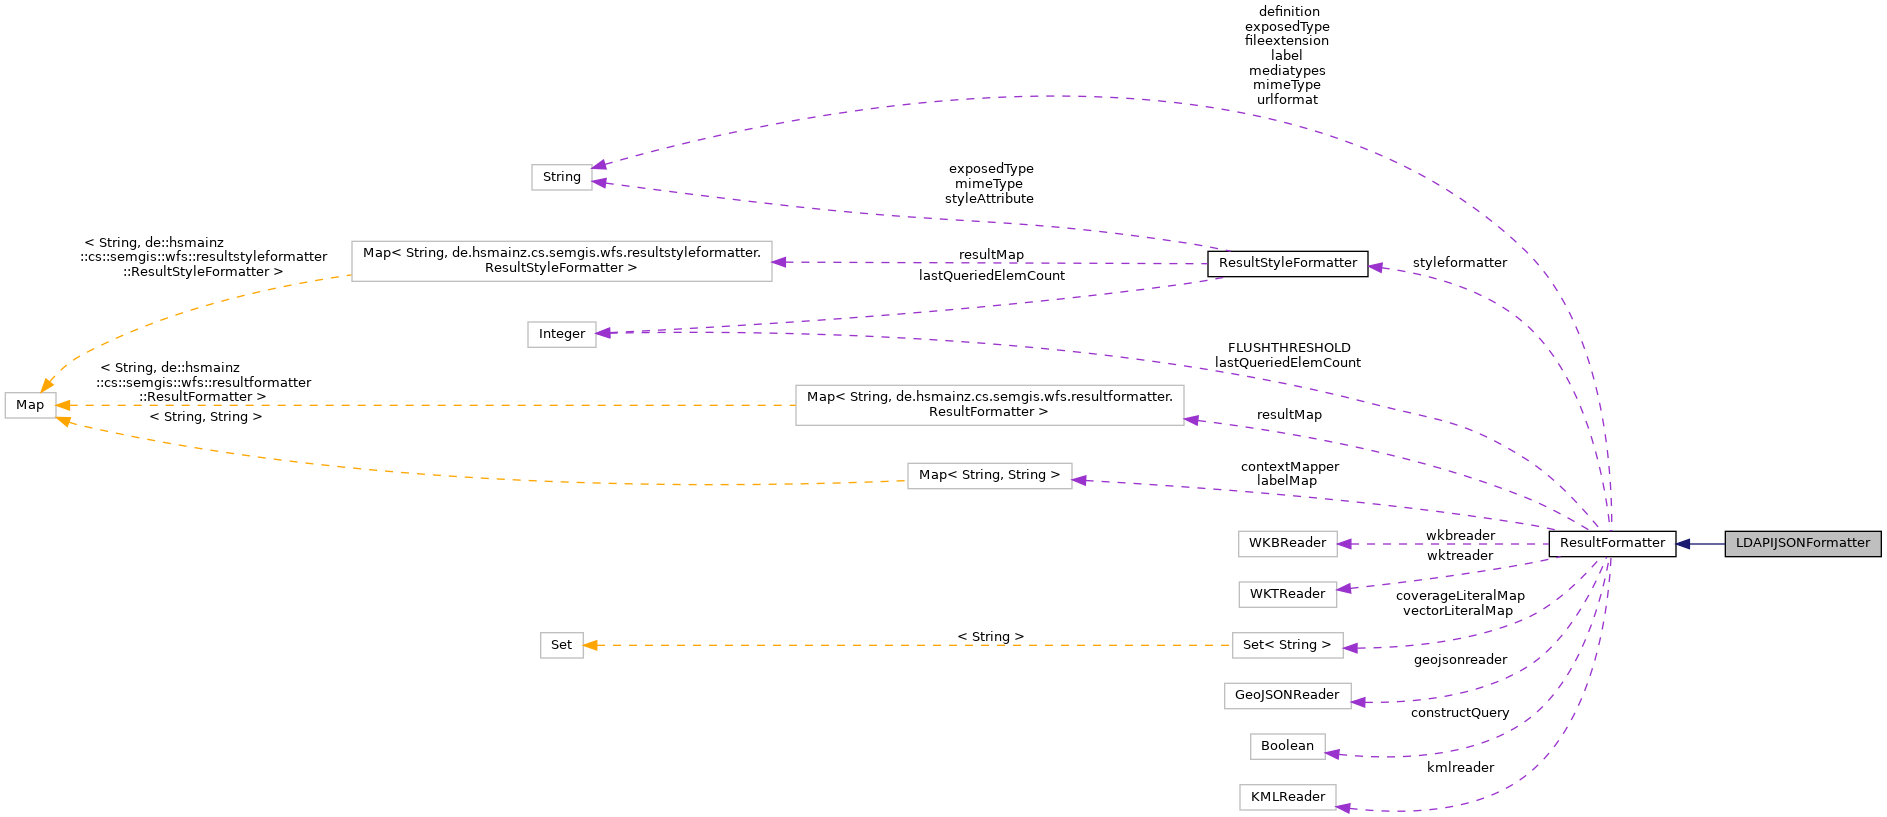 definition
exposedType
fileextension
label
mediatypes
mimeType
urlformat
String
exposedType
mimeType
styleAttribute
< String, de::hsmainz
::cs::semgis::wfs::resultstyleformatter
::ResultStyleFormatter >
Map< String, de.hsmainz.cs.semgis.wfs.resultstyleformatter.
ResultStyleFormatter >
resultMap
lastQueriedElemCount
ResultStyleFormatter
styleformatter
Integer
FLUSHTHRESHOLD
lastQueriedElemCount
< String, de::hsmainz
::cs::semgis::wfs::resultformatter
::ResultFormatter >
Map
< String, String >
Map< String, de.hsmainz.cs.semgis.wfs.resultformatter.
ResultFormatter >
resultMap
Map< String, String >
contextMapper
labelMap
WKBReader
wkbreader
ResultFormatter
LDAPIJSONFormatter
wktreader
WKTReader
coverageLiteralMap
vectorLiteralMap
Set
< String >
Set< String >
geojsonreader
GeoJSONReader
constructQuery
Boolean
kmlreader
KMLReader